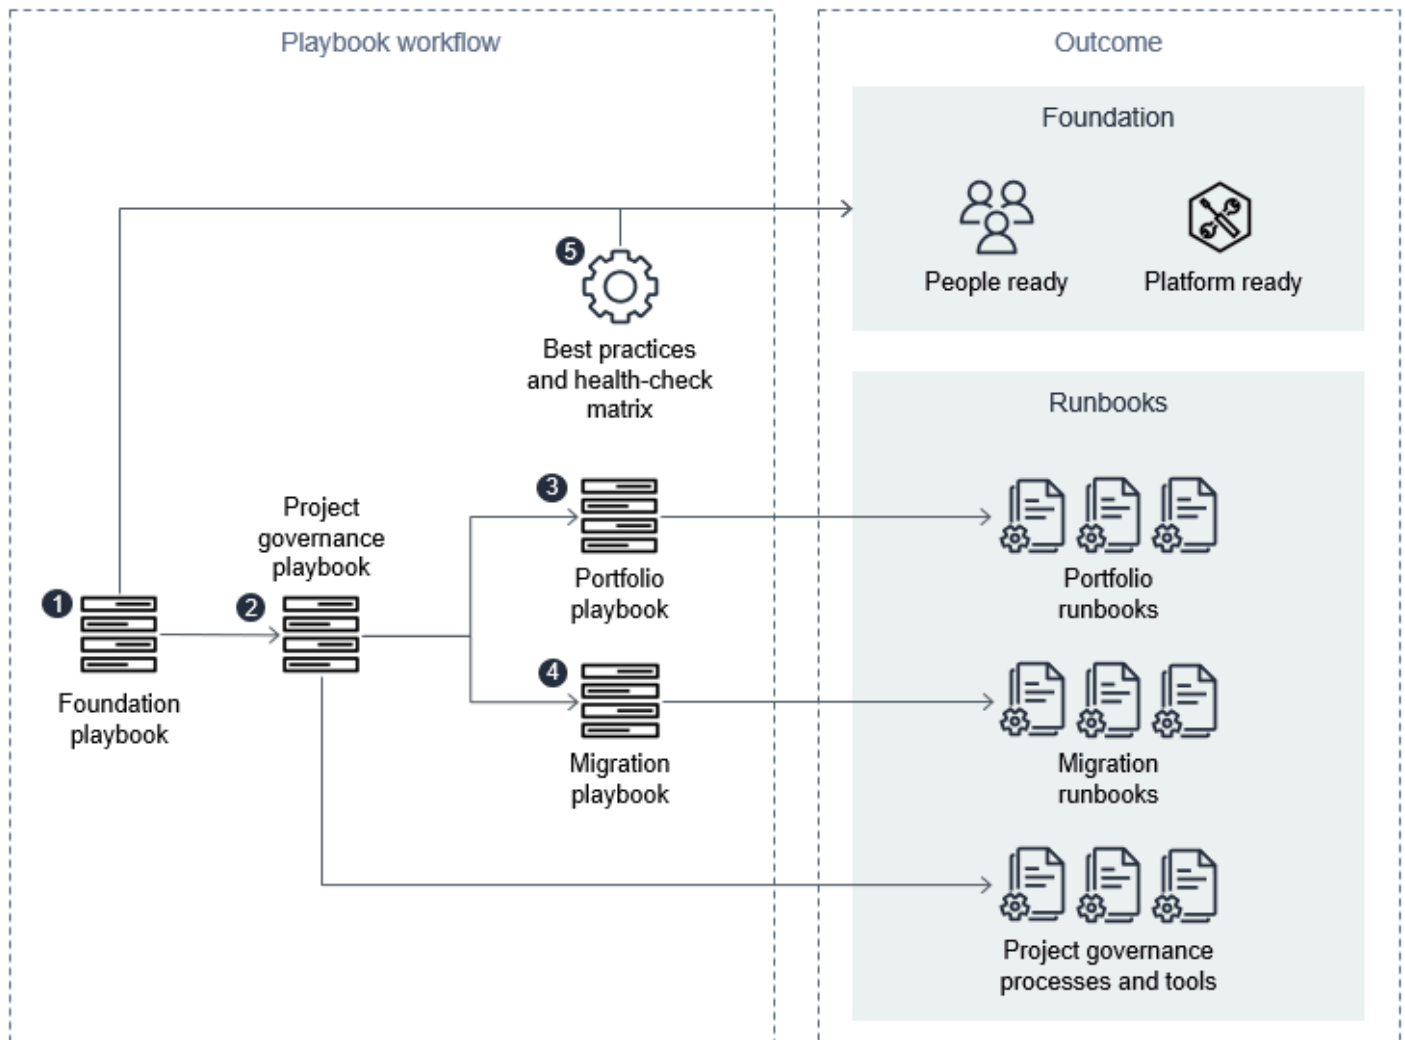 Playbook workflow
Outcome
Foundation
People ready
Platform ready
5
Best practices
and health-check
matrix
Runbooks
Project
governance
playbook
3
Portfolio
playbook
Portfolio
runbooks
1
Foundation
playbook
2
4
Migration
playbook
Migration
runbooks
Project governance
processes and tools